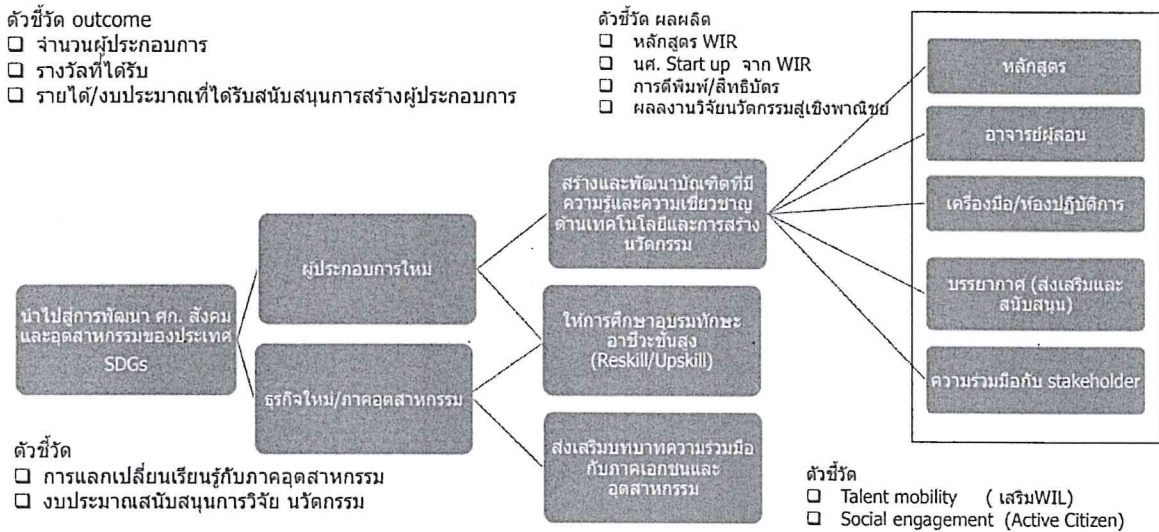 ตัวชี้วัด outcome
❑ จำนวนผู้ประกอบการ
❑ รางวัลที่ได้รับ
❑ รายได้/งบประมาณที่ได้รับสนับสนุนการสร้างผู้ประกอบการ
ตัวชี้วัด ผลผลิต
❑ หลักสูตร WIR
❑ นศ. Start up จาก WIR
❑ การตีพิมพ์/สิทธิบัตร
❑ ผลลงานวิจัยนวัตกรรมสู่เชิงพาณิชย์
นำไปสู่การพัฒนา ศก. สังคม
และอุตสาหกรรมของประเทศ
SDGs
ผู้ประกอบการใหม่
ธุรกิจใหม่/ภาคอุตสาหกรรม
สร้างและพัฒนาบัณฑิตที่มี
ความรู้และความเชี่ยวชาญ
ด้านเทคโนโลยีและการสร้าง
นวัตกรรม
ให้การศึกษาอบรมทักษะ
อาชีวะชั้นสูง
(Reskill/Upskill)
ส่งเสริมบทบาทความร่วมมือ
กับภาคเอกชนและ
อุตสาหกรรม
หลักสูตร
อาจารย์ผู้สอน
เครื่องมือ/ห้องปฏิบัติการ
บรรยากาศ (ส่งเสริมและ
สนับสนุน)
ความร่วมมือกับ stakeholder
ตัวชี้วัด
❑ การแลกเปลี่ยนเรียนรู้กับภาคอุตสาหกรรม
❑ งบประมาณสนับสนุนการวิจัย นวัตกรรม
ตัวชี้วัด
❑ Talent mobility ( เสริมWIL)
❑ Social engagement (Active Citizen)